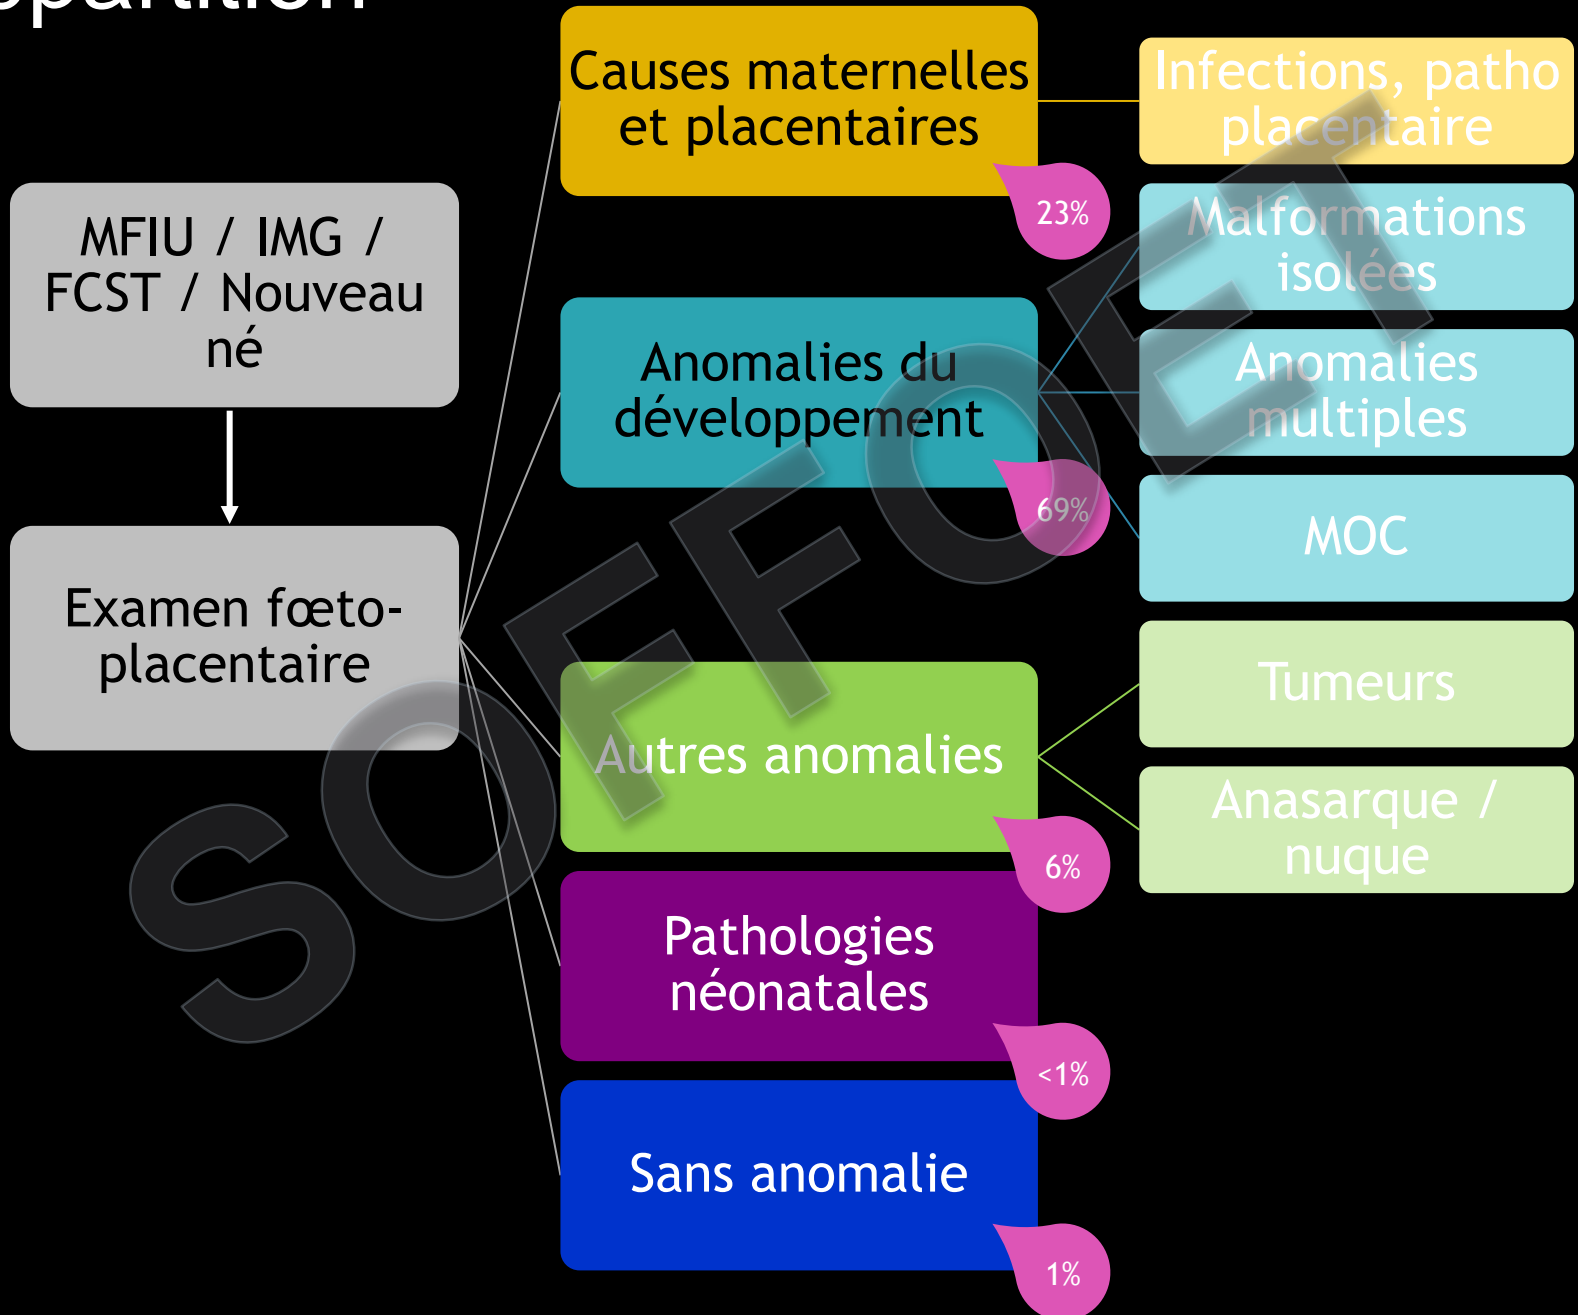 MFIU / IMG /
FCST / Nouveau
né
Examen fœto-
placentaire
Causes maternelles
et placentaires
23%
Anomalies du
développement
69%
Autres anomalies
6%
Pathologies
néonatales
<1%
Sans anomalie
1%
Infections, patho
placentaire
Malformations
isolées
Anomalies
multiples
MOC
Tumeurs
Anasarque /
nuque
SOFFOET